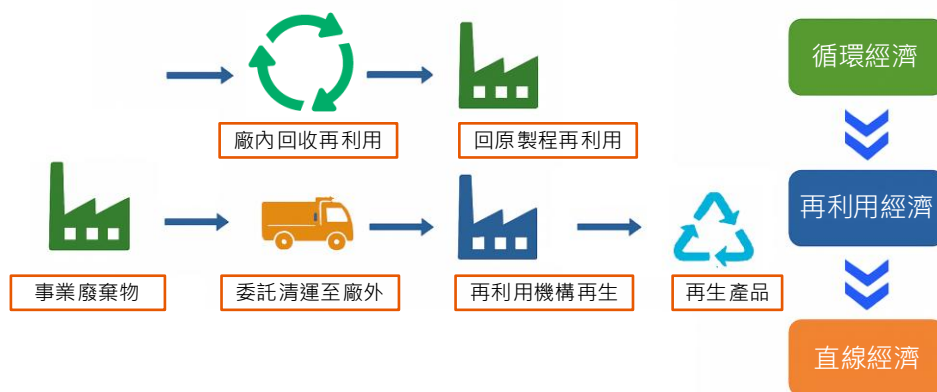 循環經濟
廠內回收再利用
回原製程再利用
再利用經濟
事業廢棄物
委託清運至廠外
再利用機構再生
再生產品
直線經濟